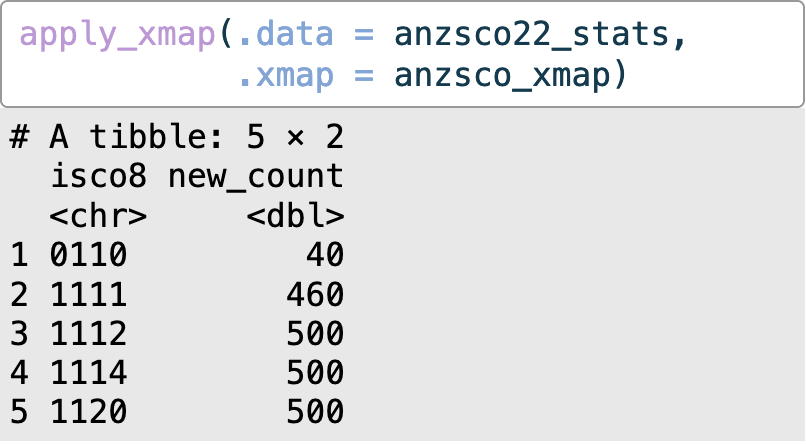 apply_xmap(.data = anzsco22_stats,
           .xmap = anzsco_xmap)
# A tibble: 5 × 2
  isco8 new_count
  <chr>     <dbl>
1 0110         40
2 1111        460
3 1112        500
4 1114        500
5 1120        500